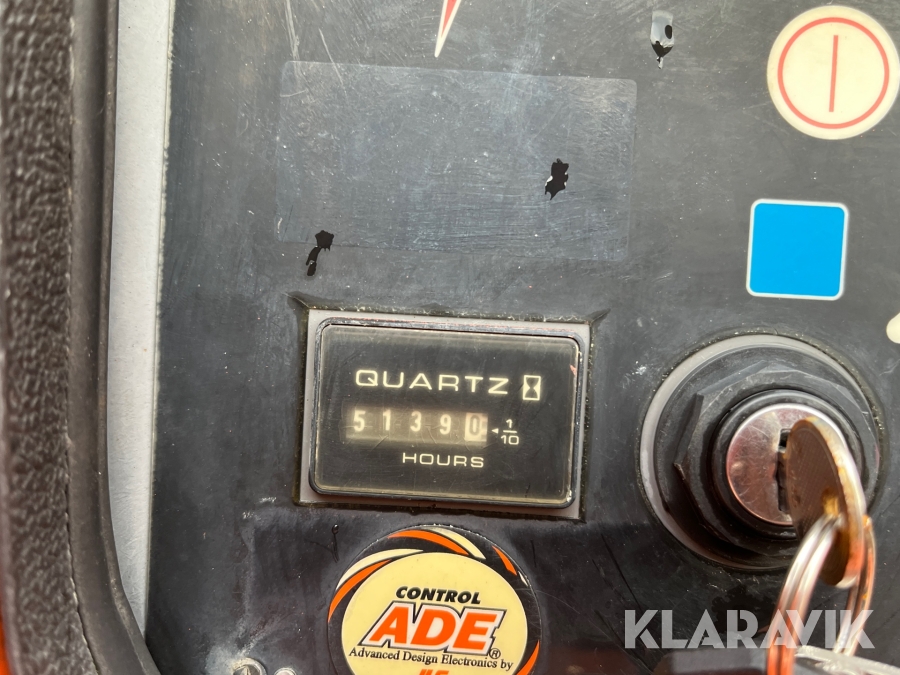 QUARTZ
51390 1/10
HOURS
CONTROL
ADE®
Advanced Design Electronics by
KLARAVIK